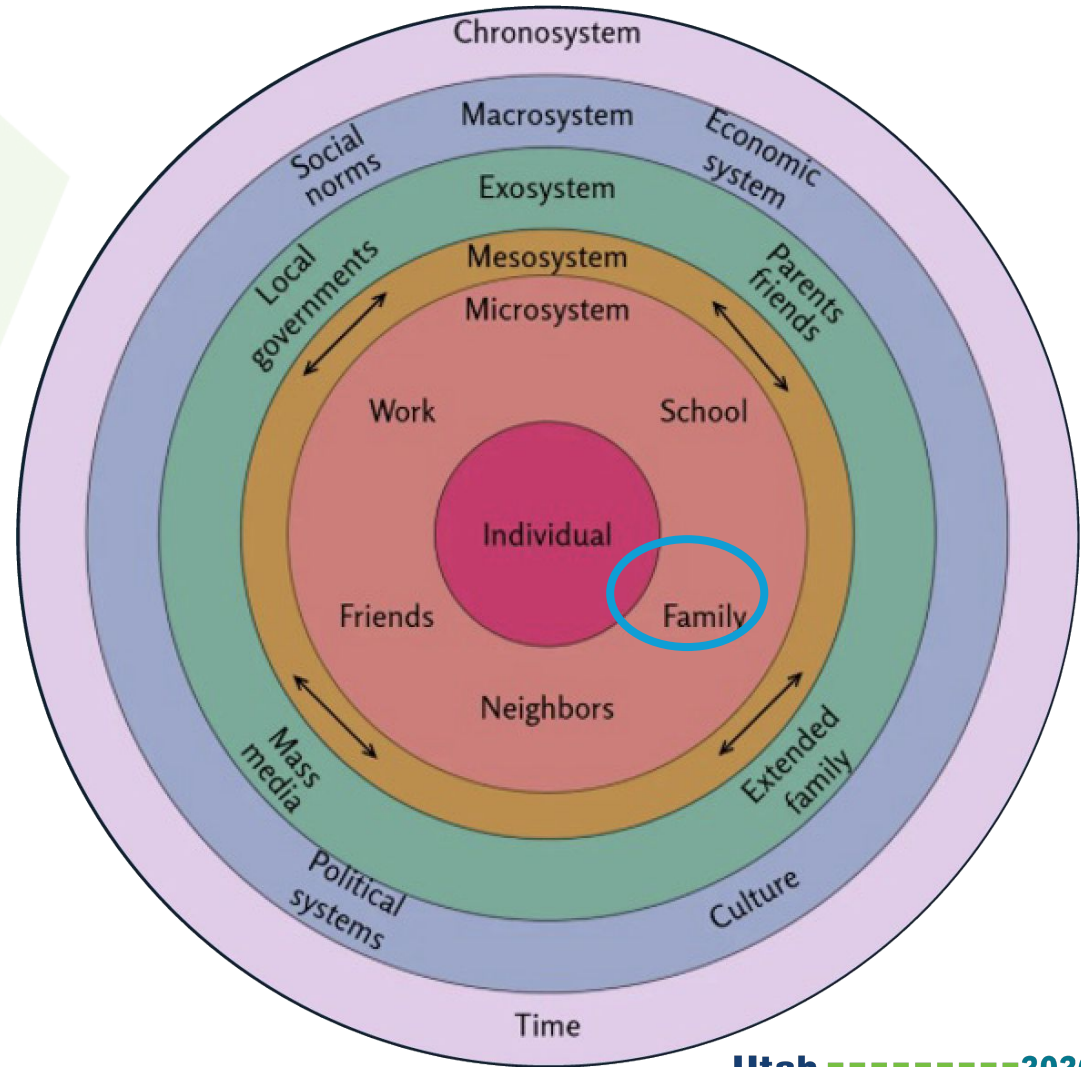 Chronosystem
Macrosystem
Social
norms
Economic
system
Exosystem
Local
governments
Parents
friends
Mesosystem
Microsystem
Work
School
Individual
Friends
Family
Neighbors
Mass
media
Extended
family
Political
systems
Culture
Time
Utah